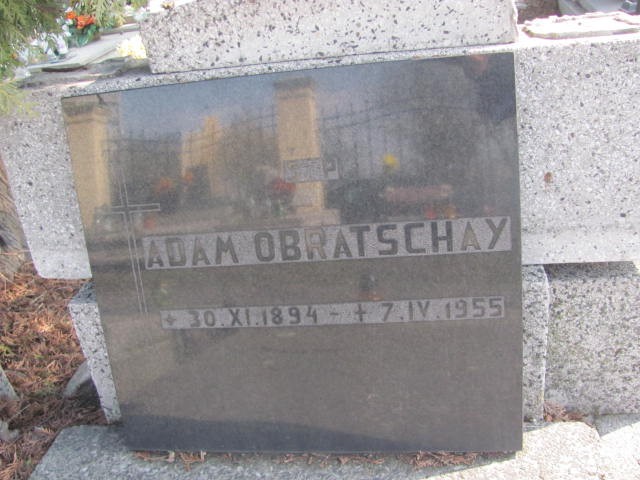 ADAM OBRATSCHAY
+ 30.XI.1894 - + 7.IV.1955